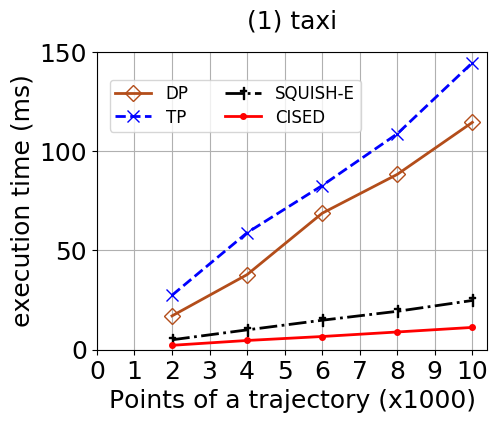 (1) taxi
execution time (ms)
150
100
50
0
DP
TP
SQUISH-E
CISED
0 1 2 3 4 5 6 7 8 9 10
Points of a trajectory (x1000)